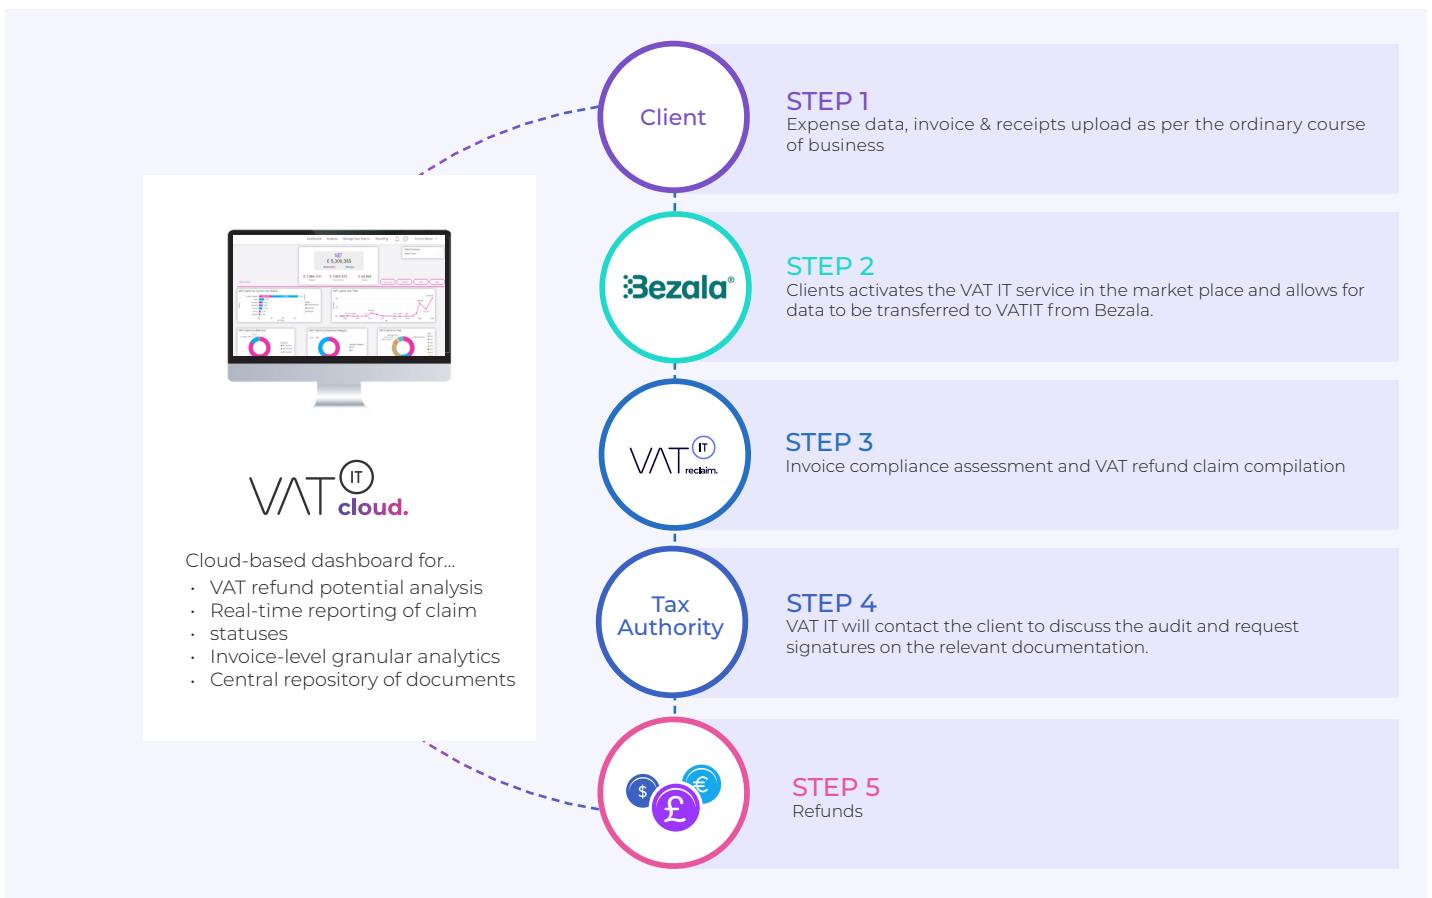 Client
STEP 1
Expense data, invoice & receipts upload as per the ordinary course
of business
Bezala®
STEP 2
Clients activates the VAT IT service in the market place and allows for
data to be transferred to VATIT from Bezala.
VAT IT
reclaim.
STEP 3
Invoice compliance assessment and VAT refund claim compilation
Tax
Authority
STEP 4
VAT IT will contact the client to discuss the audit and request
signatures on the relevant documentation.
$ £ €
STEP 5
Refunds
VAT IT
cloud.
Cloud-based dashboard for...
· VAT refund potential analysis
· Real-time reporting of claim
· statuses
· Invoice-level granular analytics
· Central repository of documents